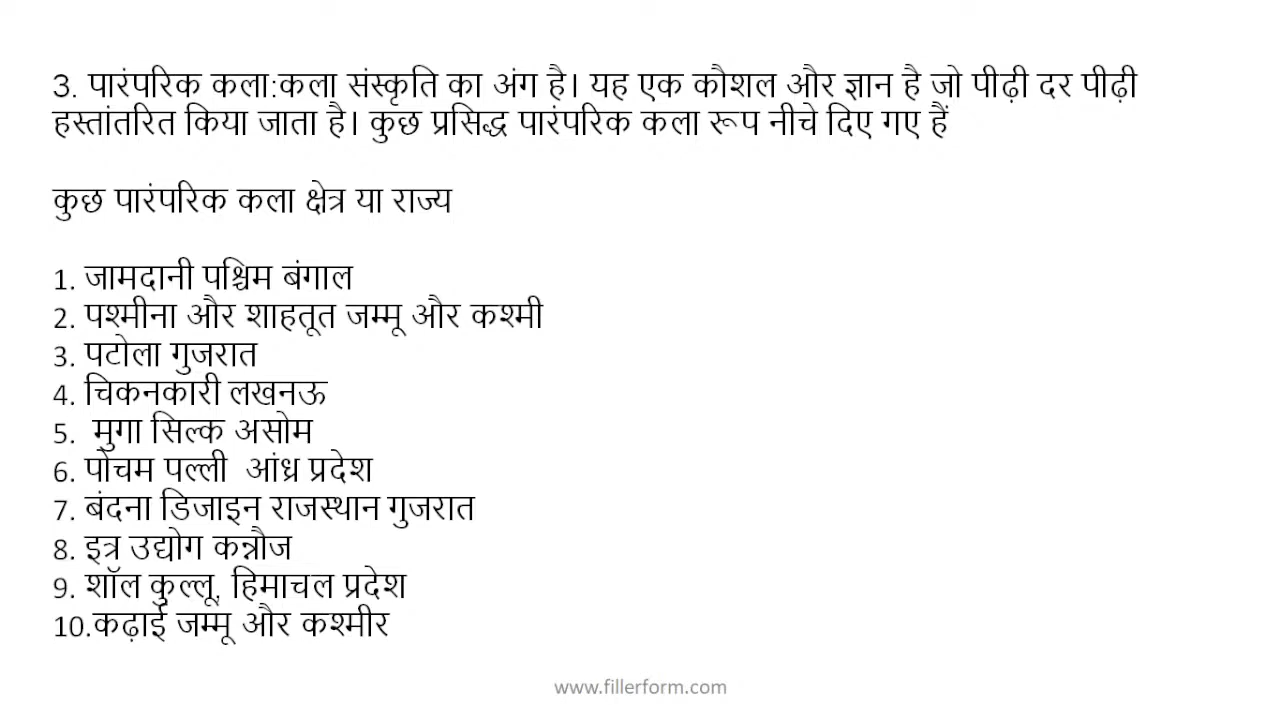 3. पारंपरिक कला:कला संस्कृति का अंग है। यह एक कौशल और ज्ञान है जो पीढ़ी दर पीढ़ी
हस्तांतरित किया जाता है। कुछ प्रसिद्ध पारंपरिक कला रूप नीचे दिए गए हैं
कुछ पारंपरिक कला क्षेत्र या राज्य
1. जामदानी पश्चिम बंगाल
2. पश्मीना और शाहतूत जम्मू और कश्मी
3. पटोला गुजरात
4. चिकनकारी लखनऊ
5. मुगा सिल्क असोम
6. पोचम पल्ली आंध्र प्रदेश
7. बंदना डिजाइन राजस्थान गुजरात
8. इत्र उद्योग कन्नौज
9. शॉल कुल्लू, हिमाचल प्रदेश
10.कढ़ाई जम्मू और कश्मीर
www.fillerform.com